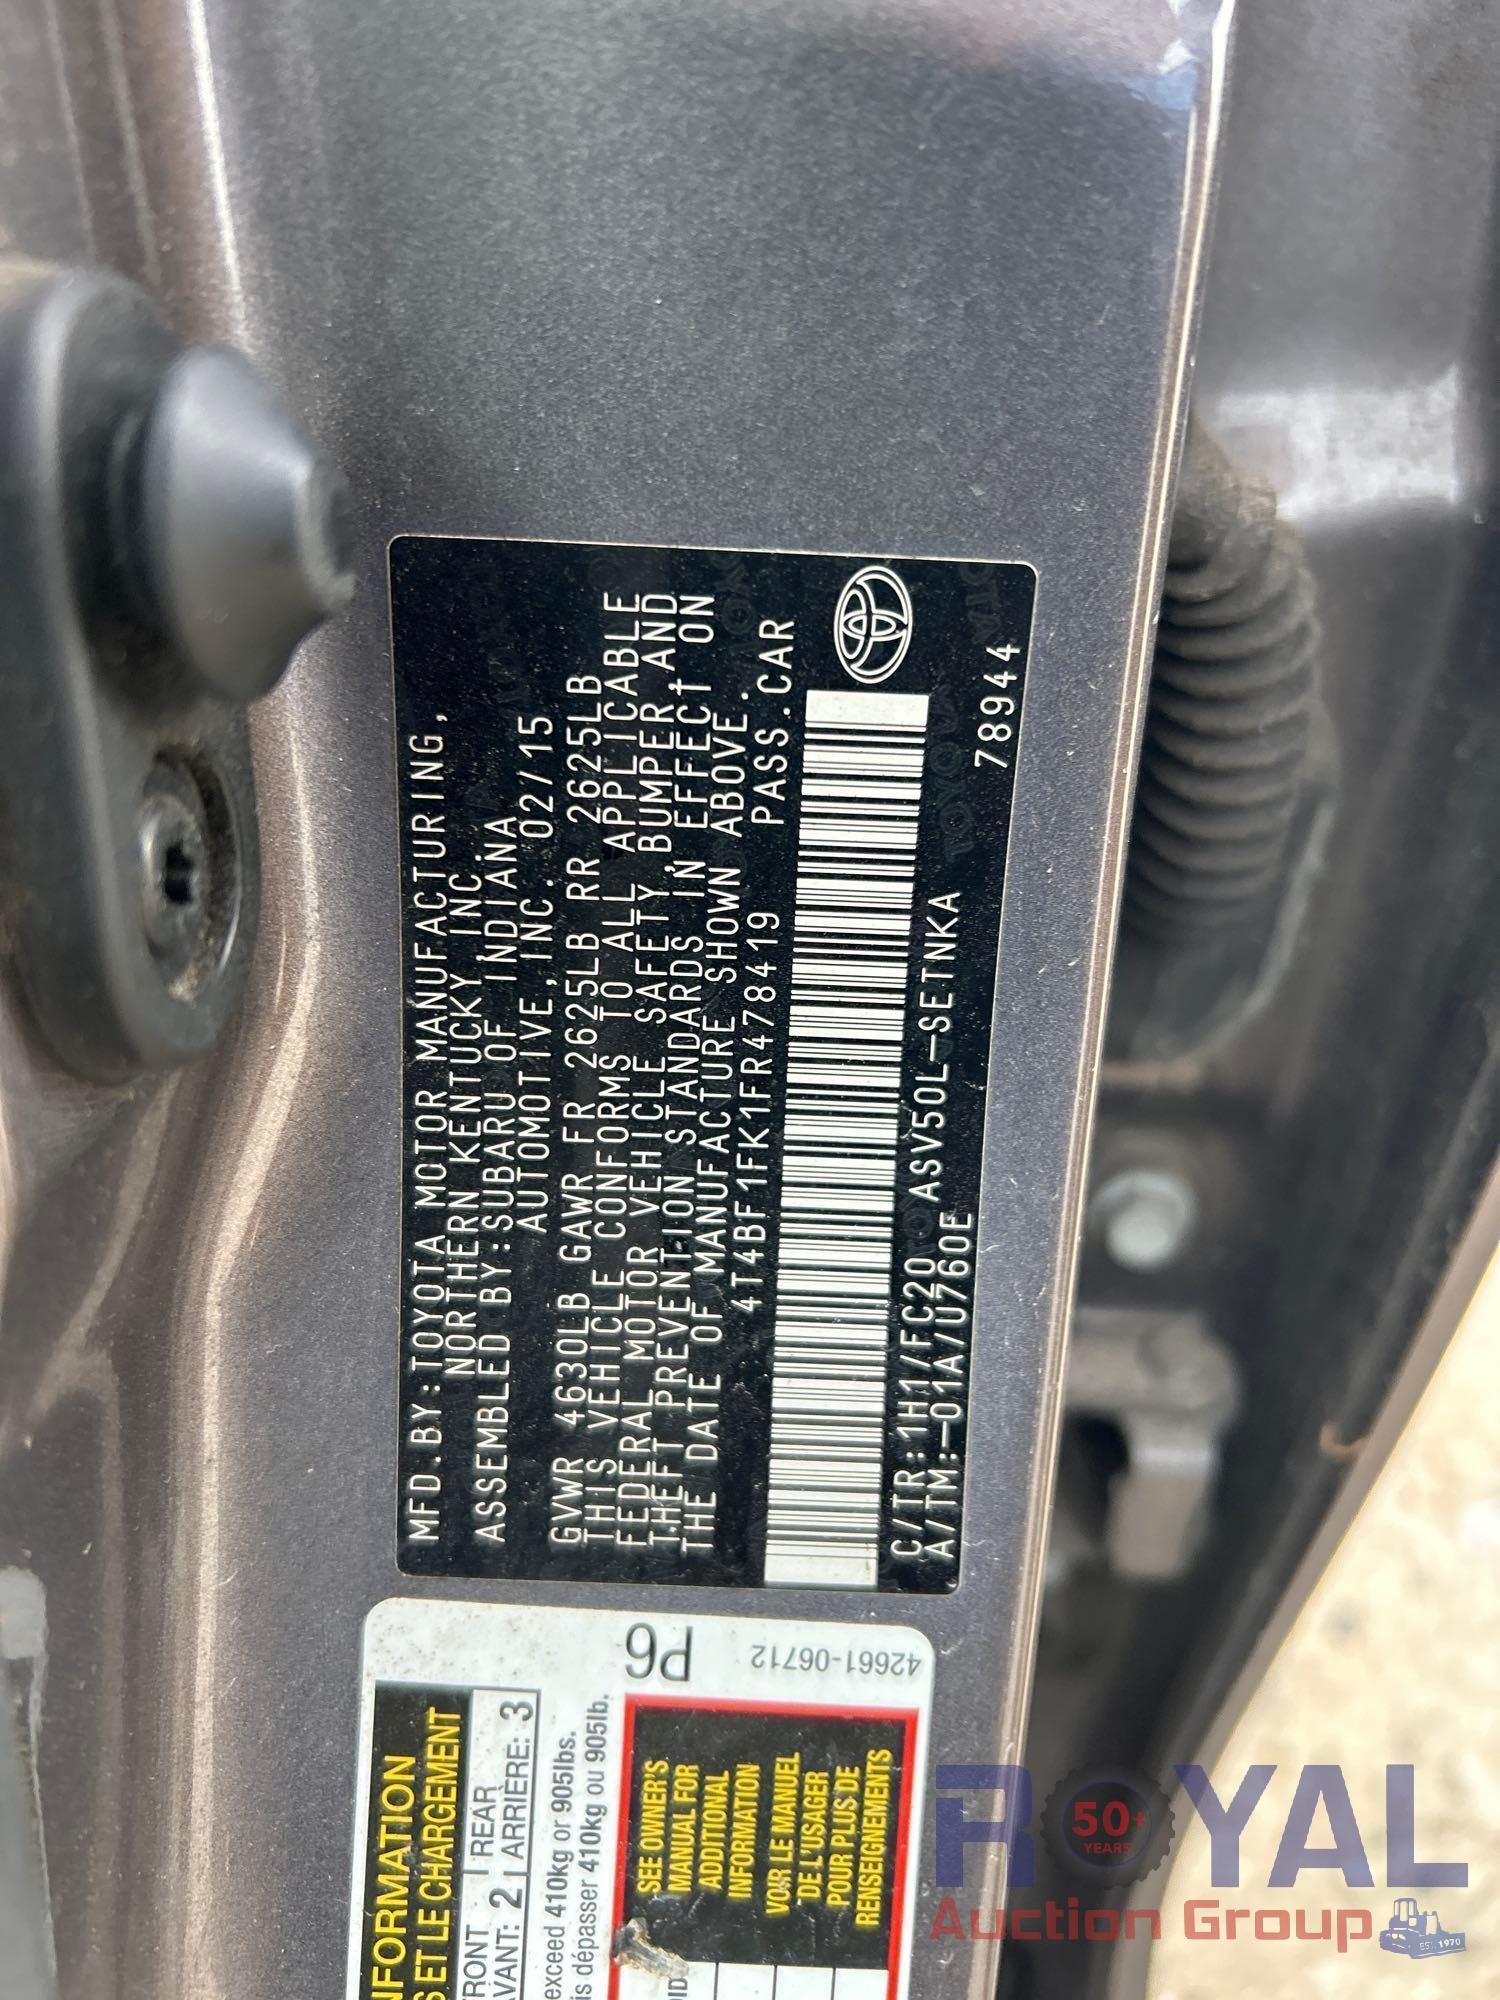 MFD.BY:TOYOTA MOTOR MANUFACTURING,
NORTHERN KENTUCKY,INC.
ASSEMBLED BY:SUBARU OF INDIANA
AUTOMOTIVE,INC. 02/15
GVWR 4630LB GAWR FR 2625LB RR 2625LB
THIS VEHICLE CONFORMS TO ALL APPLICABLE
FEDERAL MOTOR VEHICLE SAFETY,BUMPER,AND
THEFT PREVENTION STANDARDS IN EFFECT ON
THE DATE OF MANUFACTURE SHOWN ABOVE.
4T4BF1FK1FR478419 PASS.CAR
C/TR:1H1/FC20 ASV50L-SETNKA
A/TM:-01A/U760E
78944
P6
42661-06712
INFORMATION
ET LE CHARGEMENT
FRONT
AVANT: 2
REAR
ARRIÈRE: 3
exceed 410kg or 905lbs.
dépasser 410kg ou 905lb.
SEE OWNER'S
MANUAL FOR
ADDITIONAL
INFORMATION
VOIR LE MANUEL
DE L'USAGER
POUR PLUS DE
RENSEIGNEMENTS
ROYAL
50+
YEARS
Auction Group
EST. 1970